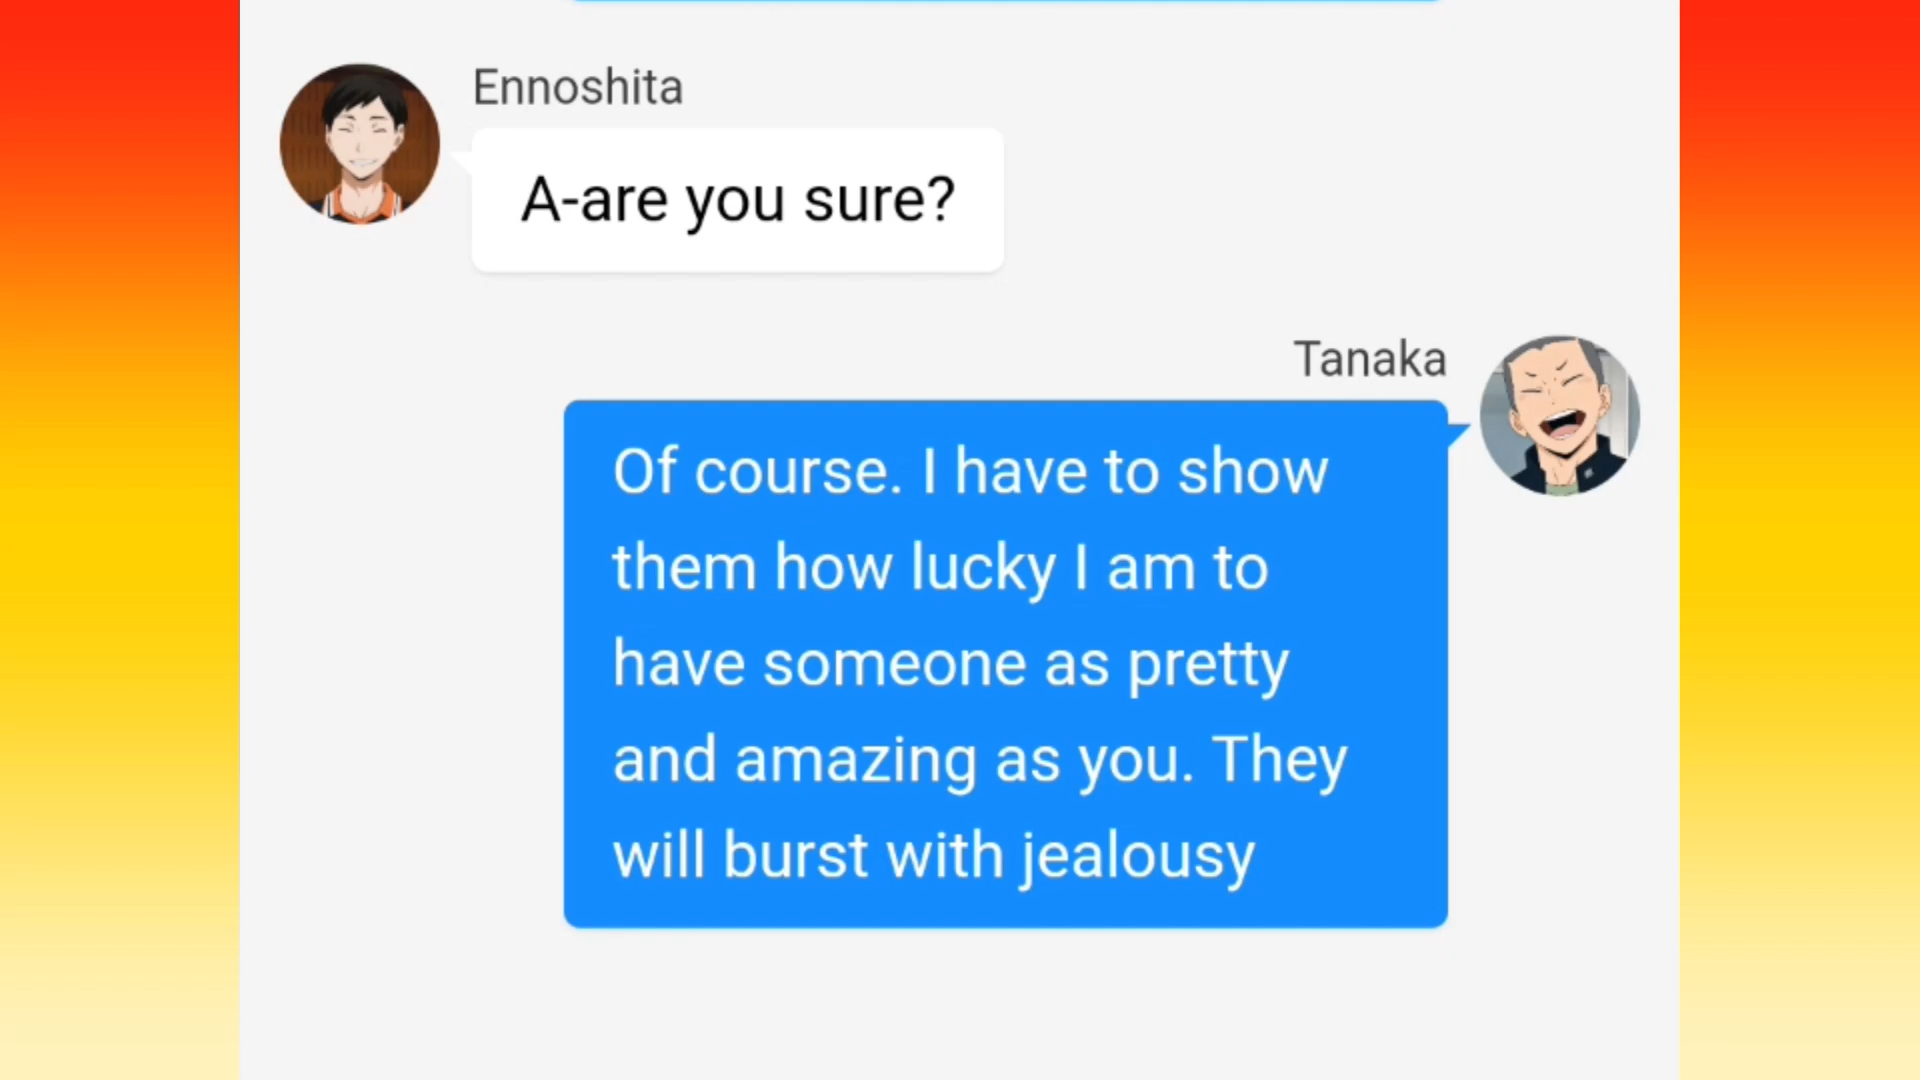 Ennoshita
A-are you sure?
Tanaka
Of course. I have to show
them how lucky I am to
have someone as pretty
and amazing as you. They
will burst with jealousy